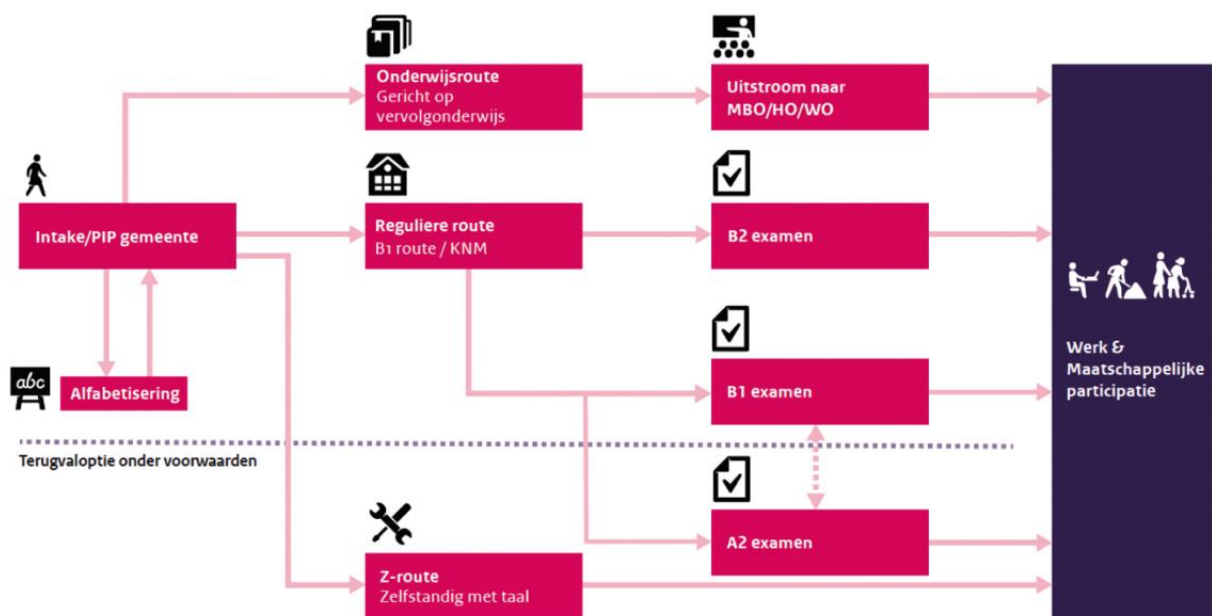 Onderwijsroute
Gericht op
vervolgonderwijs
Uitstroom naar
MBO/HO/WO
Intake/PIP gemeente
Reguliere route
B1 route / KNM
B2 examen
abc
Alfabetisering
B1 examen
Werk &
Maatschappelijke
participatie
Terugvaloptie onder voorwaarden
A2 examen
Z-route
Zelfstandig met taal